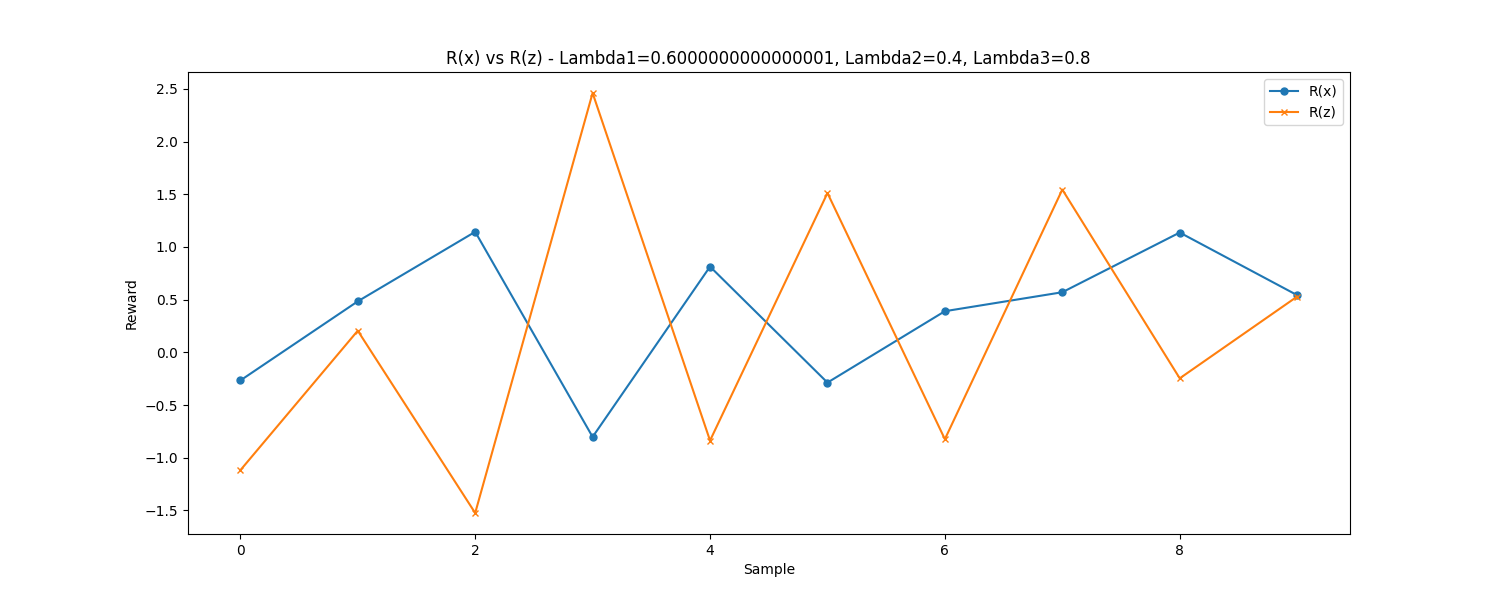 R(x) vs R(z) - Lambda1=0.6000000000000001, Lambda2=0.4, Lambda3=0.8
R(x)
R(z)
2.5
2.0
1.5
1.0
0.5
0.0
−0.5
−1.0
−1.5
Reward
0 2 4 6 8
Sample